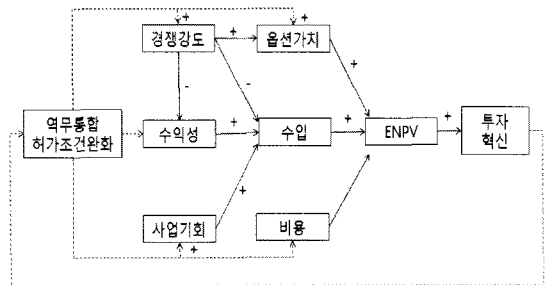 +
+
경쟁강도
+
옵션가치
+
-
-
역무통합
허가조건완화
수익성
+
수입
+
ENPV
+
투자
혁신
+
사업기회
비용
+